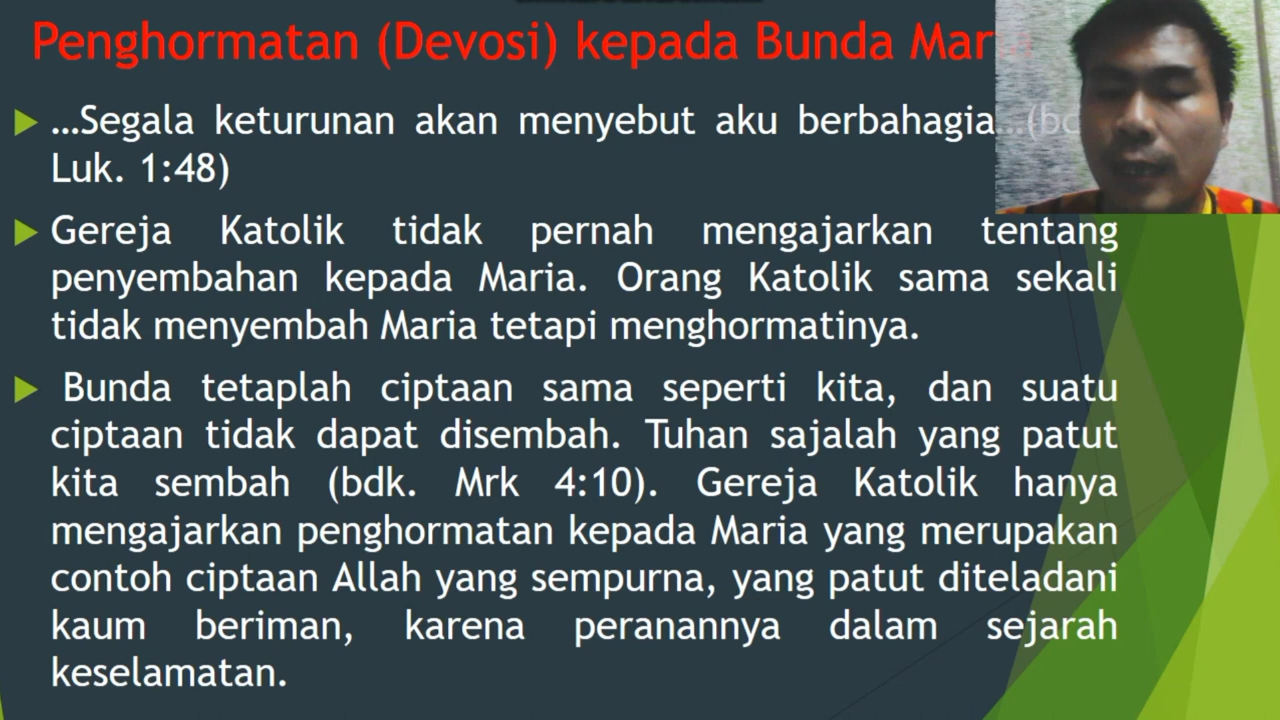 Penghormatan (Devosi) kepada Bunda Maria
…Segala keturunan akan menyebut aku berbahagia…(bdk.
Luk. 1:48)
Gereja Katolik tidak pernah mengajarkan tentang
penyembahan kepada Maria. Orang Katolik sama sekali
tidak menyembah Maria tetapi menghormatinya.
Bunda tetaplah ciptaan sama seperti kita, dan suatu
ciptaan tidak dapat disembah. Tuhan sajalah yang patut
kita sembah (bdk. Mrk 4:10). Gereja Katolik hanya
mengajarkan penghormatan kepada Maria yang merupakan
contoh ciptaan Allah yang sempurna, yang patut diteladani
kaum beriman, karena peranannya dalam sejarah
keselamatan.